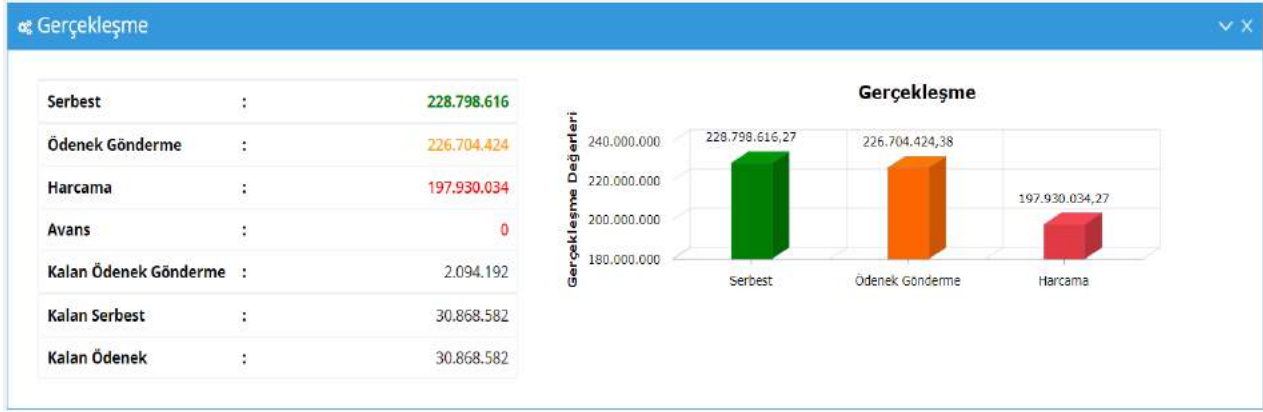 Gerçekleşme
Serbest : 228.798.616
Ödenek Gönderme : 226.704.424
Harcama : 197.930.034
Avans : 0
Kalan Ödenek Gönderme : 2.094.192
Kalan Serbest : 30.868.582
Kalan Ödenek : 30.868.582
Gerçekleşme
Gerçekleşme Değerleri
240.000.000
220.000.000
200.000.000
180.000.000
228.798.616,27
226.704.424,38
197.930.034,27
Serbest
Ödenek Gönderme
Harcama